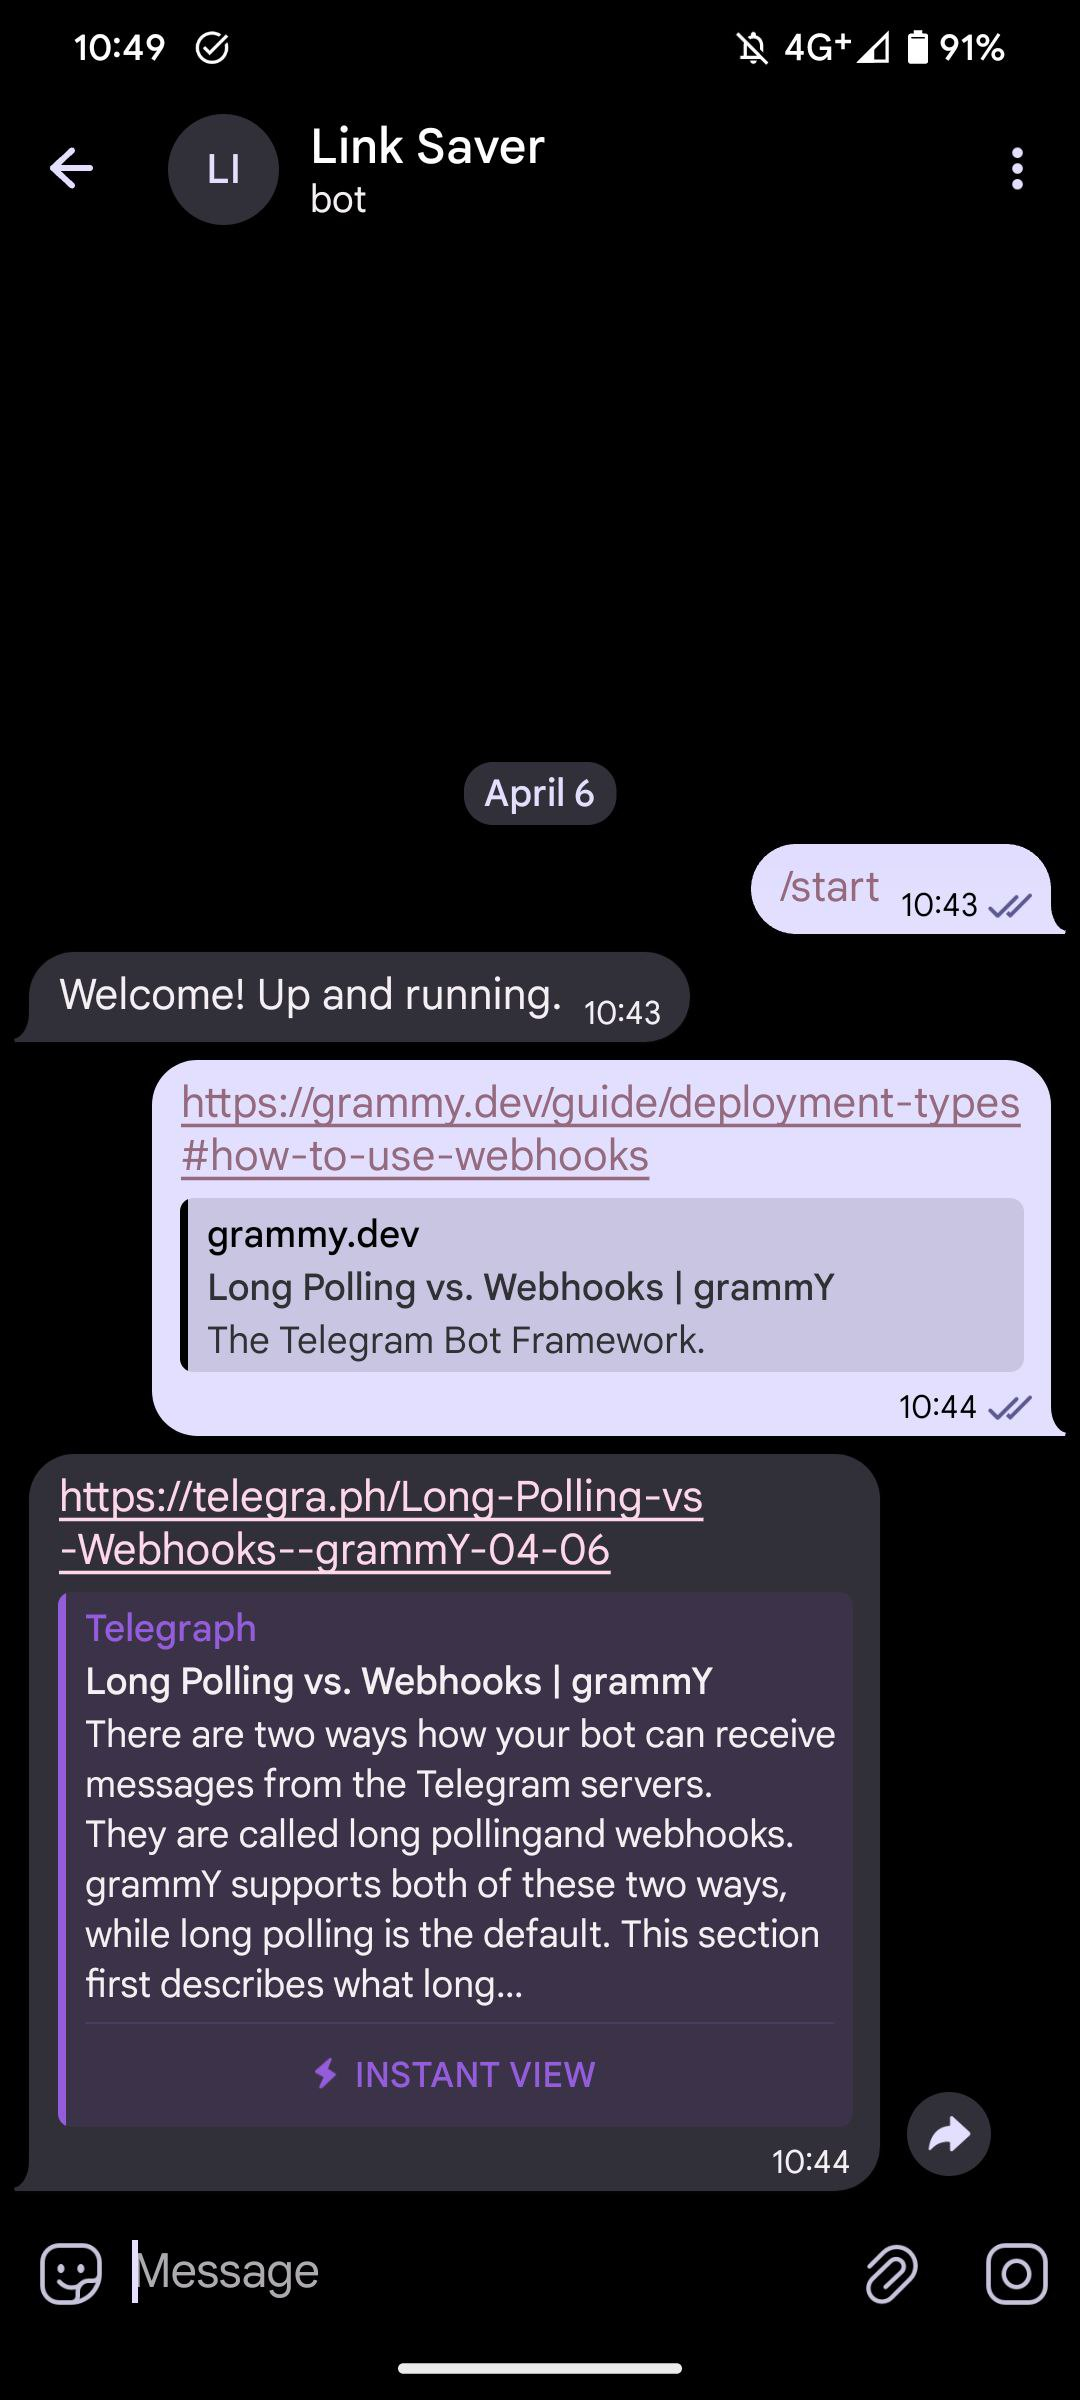 10:49 4G+ 91%
LI
Link Saver
bot
April 6
/start 10:43
Welcome! Up and running. 10:43
https://grammy.dev/guide/deployment-types
#how-to-use-webhooks
grammy.dev
Long Polling vs. Webhooks | grammY
The Telegram Bot Framework.
10:44
https://telegra.ph/Long-Polling-vs
-Webhooks--grammY-04-06
Telegraph
Long Polling vs. Webhooks | grammY
There are two ways how your bot can receive
messages from the Telegram servers.
They are called long pollingand webhooks.
grammY supports both of these two ways,
while long polling is the default. This section
first describes what long...
INSTANT VIEW
10:44
Message